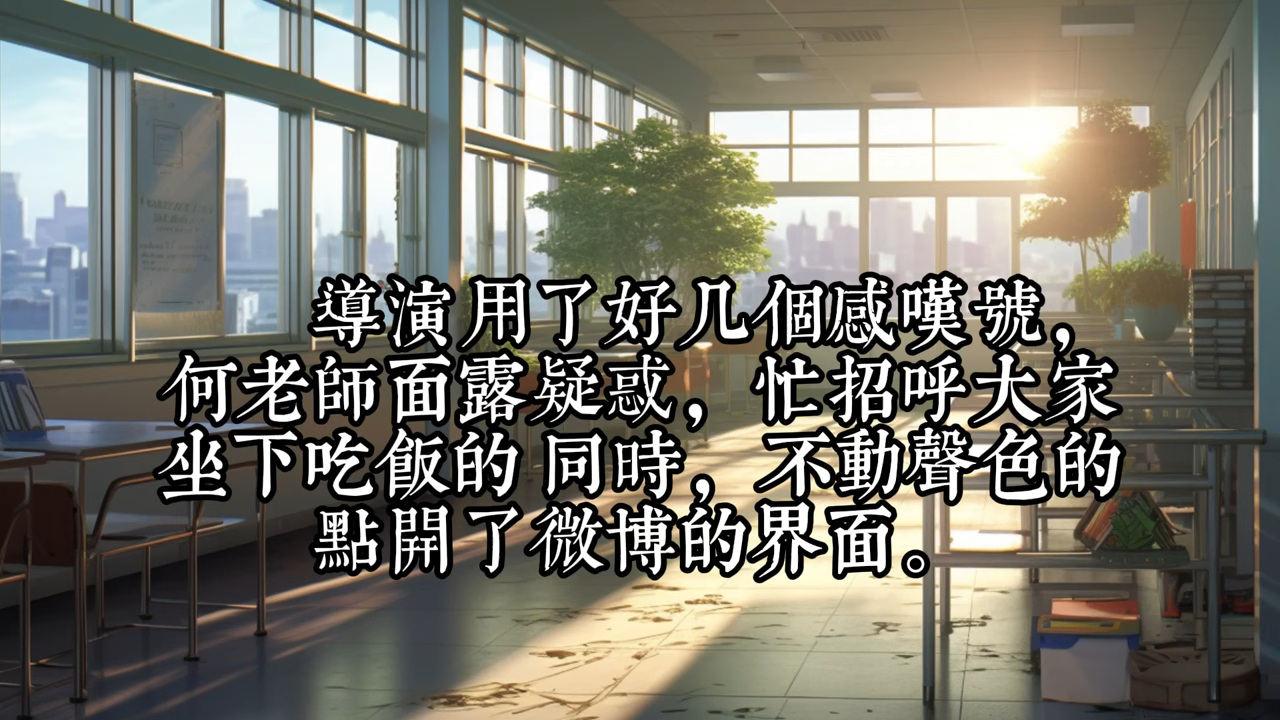 導演用了好几個感嘆號，
何老師面露疑惑，忙招呼大家
坐下吃飯的同時，不動聲色的
點開了微博的界面。